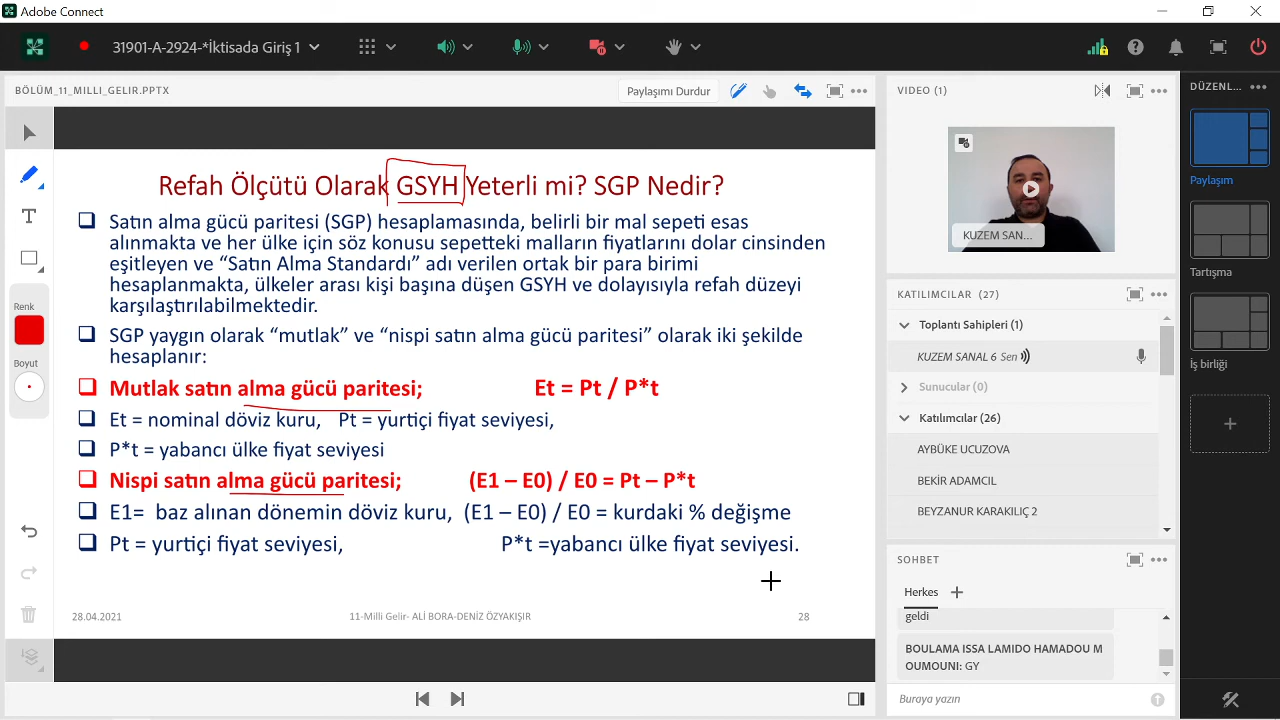 Adobe Connect
31901-A-2924-*İktisada Giriş 1
BÖLÜM_11_MILLI_GELIR.PPTX
Paylaşımı Durdur
Refah Ölçütü Olarak GSYH Yeterli mi? SGP Nedir?
Satın alma gücü paritesi (SGP) hesaplamasında, belirli bir mal sepeti esas
alınmakta ve her ülke için söz konusu sepetteki malların fiyatlarını dolar cinsinden
eşitleyen ve “Satın Alma Standardı” adı verilen ortak bir para birimi
hesaplanmakta, ülkeler arası kişi başına düşen GSYH ve dolayısıyla refah düzeyi
karşılaştırılabilmektedir.
SGP yaygın olarak “mutlak” ve “nispi satın alma gücü paritesi” olarak iki şekilde
hesaplanır:
Mutlak satın alma gücü paritesi; Et = Pt / P*t
Et = nominal döviz kuru, Pt = yurtiçi fiyat seviyesi,
P*t = yabancı ülke fiyat seviyesi
Nispi satın alma gücü paritesi; (E1 – E0) / E0 = Pt – P*t
E1= baz alınan dönemin döviz kuru, (E1 – E0) / E0 = kurdaki % değişme
Pt = yurtiçi fiyat seviyesi, P*t =yabancı ülke fiyat seviyesi.
28.04.2021 11-Milli Gelir- ALİ BORA-DENİZ ÖZYAKIŞIR 28
Renk
Boyut
VIDEO (1)
KUZEM SAN...
KATILIMCILAR (27)
Toplantı Sahipleri (1)
KUZEM SANAL 6 Sen
Sunucular (0)
Katılımcılar (26)
AYBÜKE UCUZOVA
BEKİR ADAMCIL
BEYZANUR KARAKILIÇ 2
SOHBET
Herkes
geldi
BOULAMA ISSA LAMIDO HAMADOU M
OUMOUNI: GY
Buraya yazın
DÜZENL...
Paylaşım
Tartışma
İş birliği